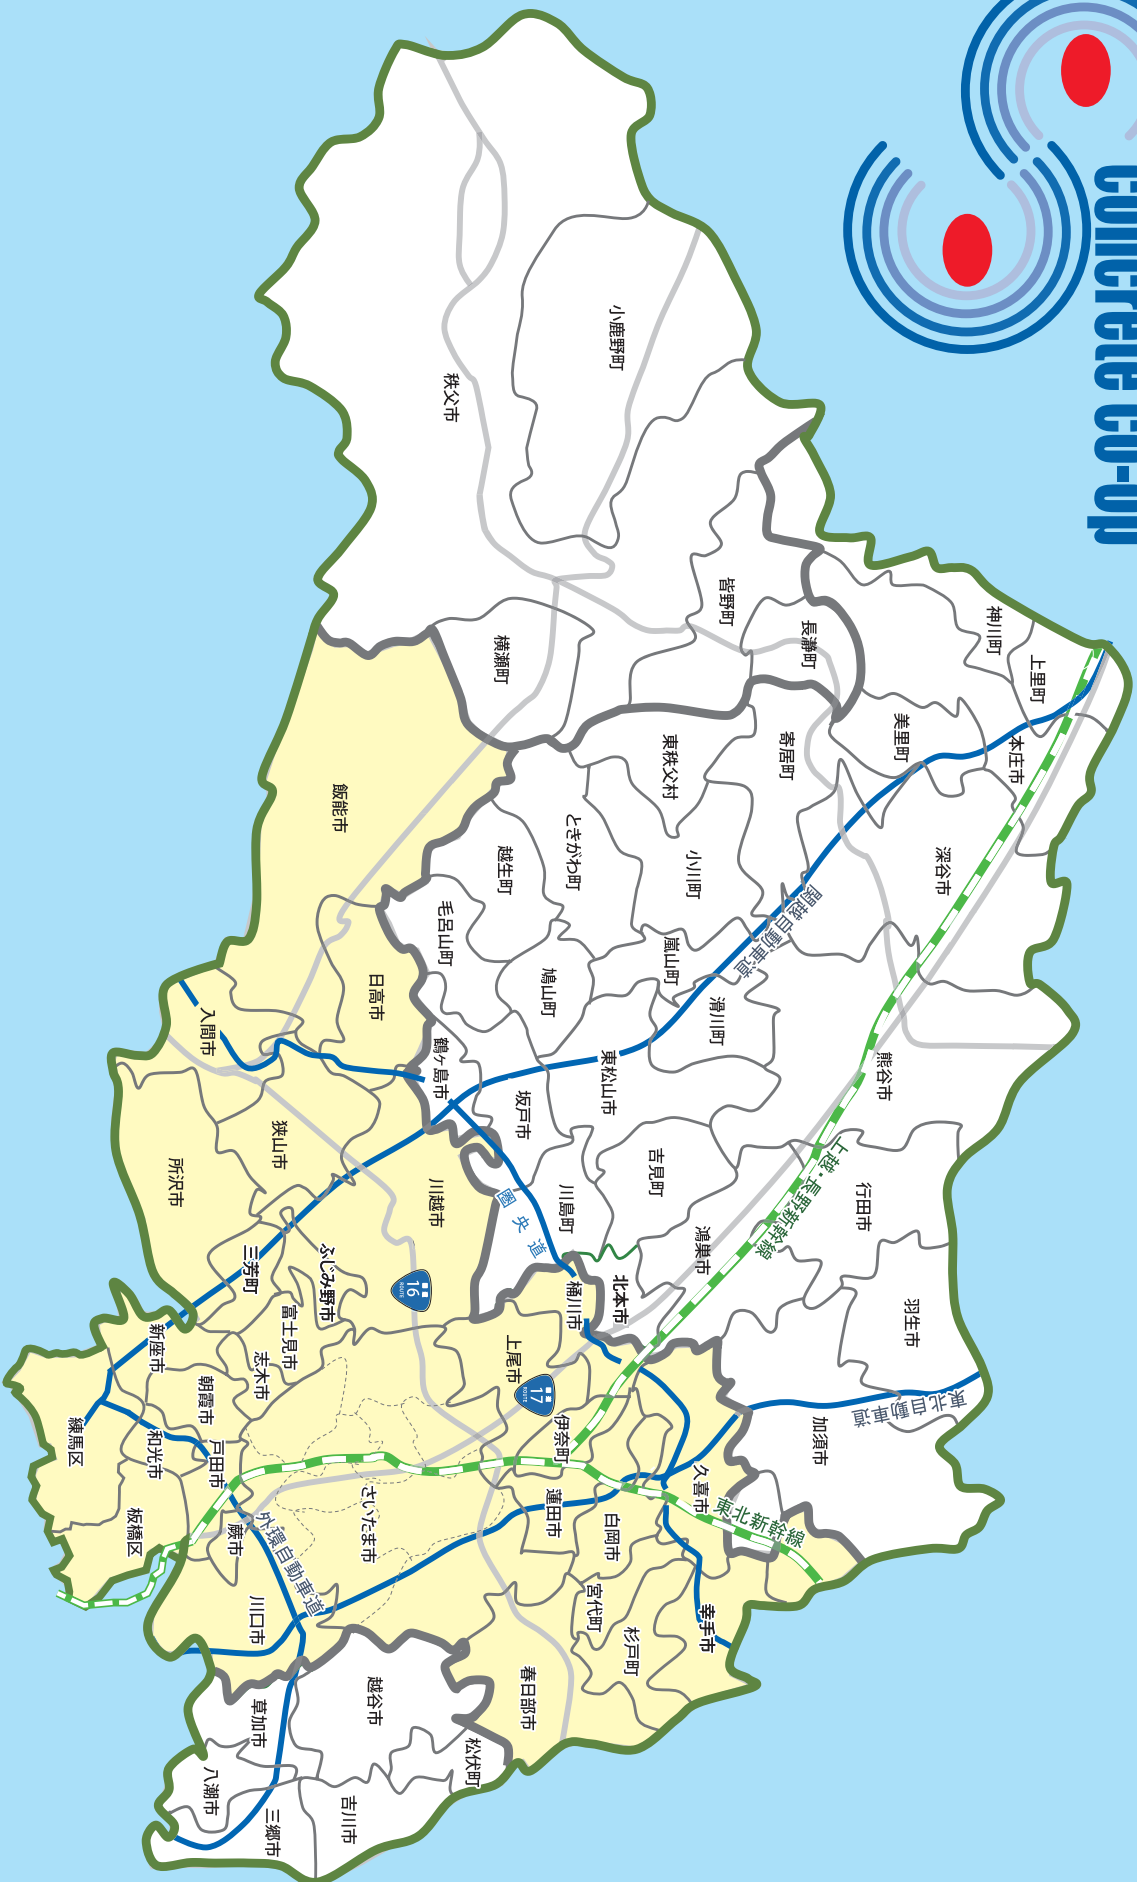 concrete co-op
小鹿野町
秩父市
皆野町
長瀞町
横瀬町
神川町
上里町
本庄市
美里町
寄居町
東秩父村
深谷市
小川町
ときがわ町
越生町
毛呂山町
鳩山町
嵐山町
滑川町
関越自動車道
飯能市
日高市
入間市
鶴ヶ島市
坂戸市
東松山市
熊谷市
吉見町
川島町
圏央道
行田市
上越・長野新幹線
鴻巣市
北本市
桶川市
羽生市
東北自動車道
加須市
狭山市
所沢市
川越市
三芳町
ふじみ野市
富士見市
志木市
新座市
朝霞市
和光市
戸田市
練馬区
板橋区
蕨市
外環自動車道
川口市
さいたま市
上尾市
国道
16
ROUTE
国道
17
ROUTE
伊奈町
蓮田市
白岡市
久喜市
東北新幹線
宮代町
杉戸町
幸手市
春日部市
越谷市
松伏町
草加市
八潮市
三郷市
吉川市